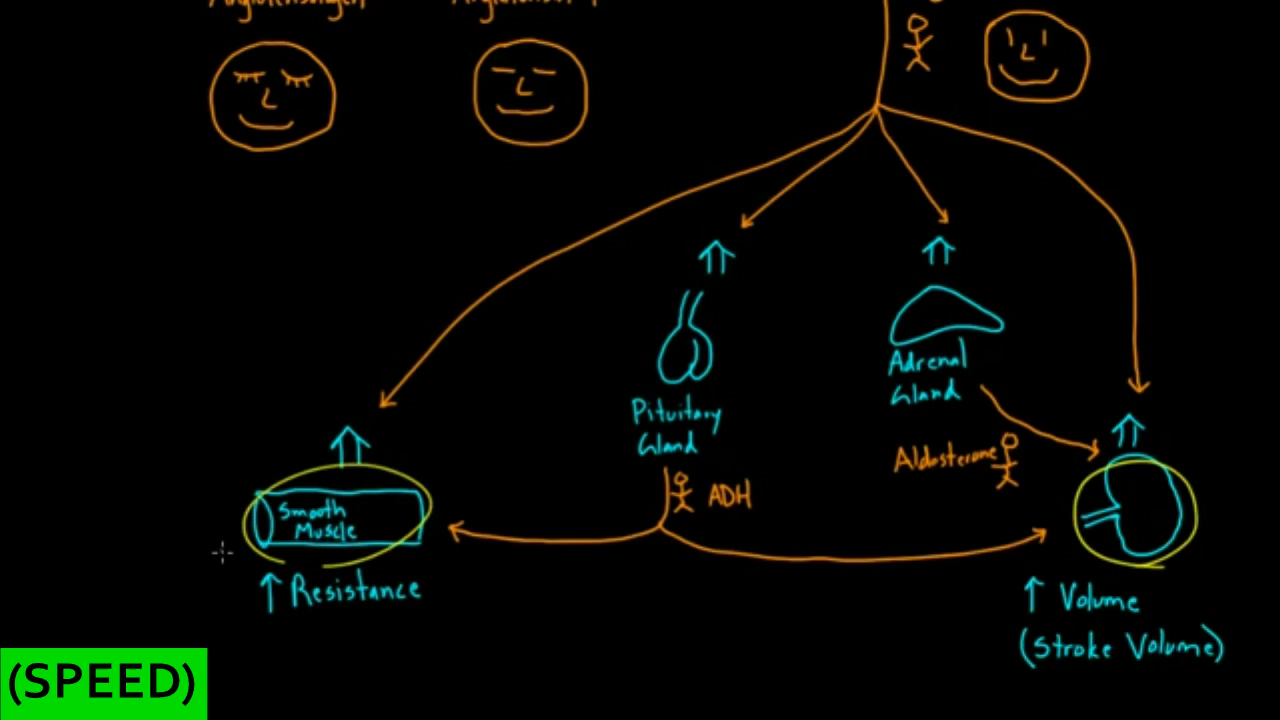 Pituitary
Gland
ADH
Adrenal
Gland
Aldosterone
Smooth
Muscle
↑ Resistance
↑ Volume
(Stroke Volume)
(SPEED)